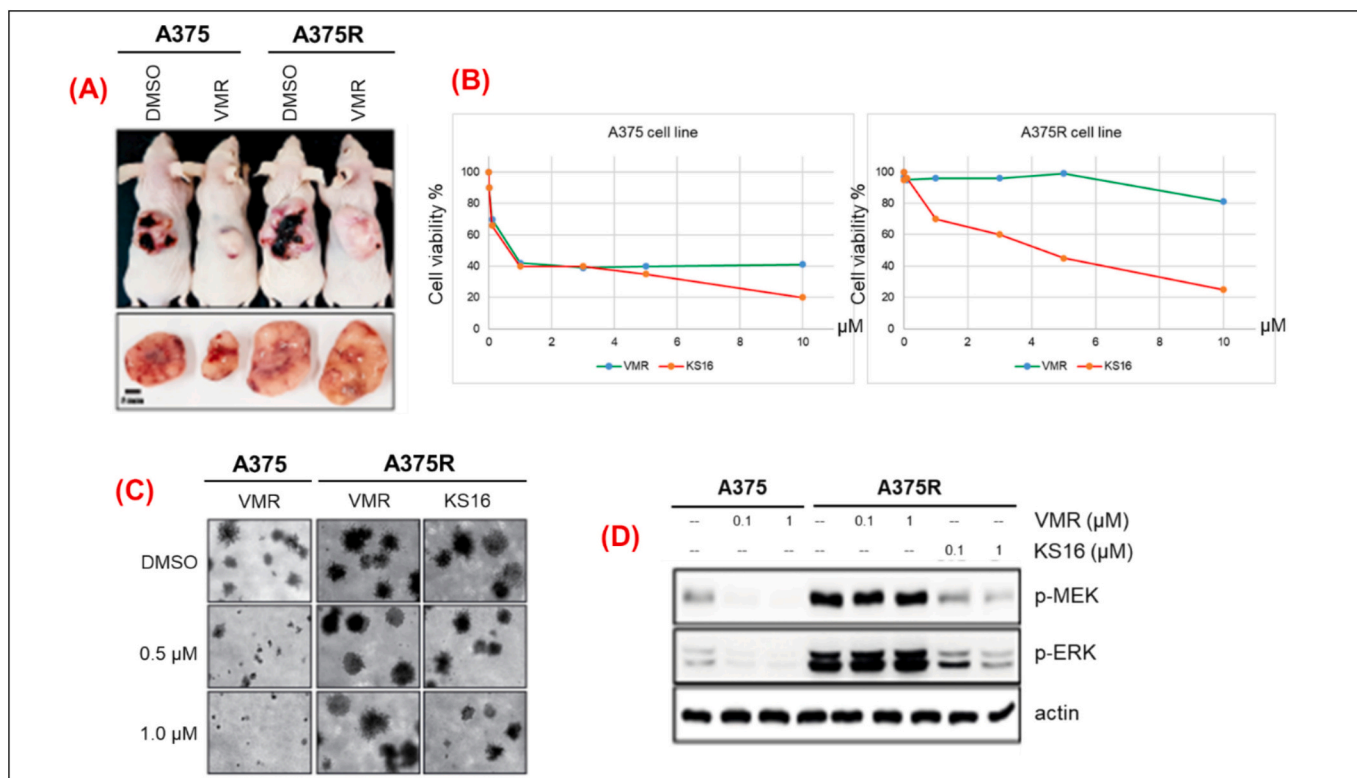 A375 A375R
(A)
DMSO VMR DMSO VMR
(B)
A375 cell line
Cell viability %
100
80
60
40
20
0
0 2 4 6 8 10
µM
VMR KS16
A375R cell line
Cell viability %
100
80
60
40
20
0
0 2 4 6 8 10
µM
VMR KS16
(C)
A375 A375R
VMR VMR KS16
DMSO
0.5 µM
1.0 µM
(D)
A375 A375R
-- 0.1 1 -- 0.1 1 -- -- VMR (µM)
-- -- -- -- -- -- 0.1 1 KS16 (µM)
p-MEK
p-ERK
actin